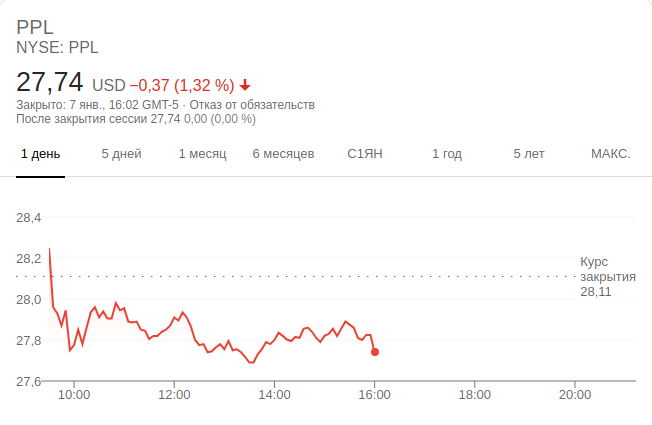 PPL
NYSE: PPL
27,74 USD −0,37 (1,32 %)
Закрыто: 7 янв., 16:02 GMT-5 · Отказ от обязательств
После закрытия сессии 27,74 0,00 (0,00 %)
1 день 5 дней 1 месяц 6 месяцев С1ЯН 1 год 5 лет МАКС.
28,4
28,2
Курс
закрытия
28,11
28,0
27,8
27,6
10:00 12:00 14:00 16:00 18:00 20:00